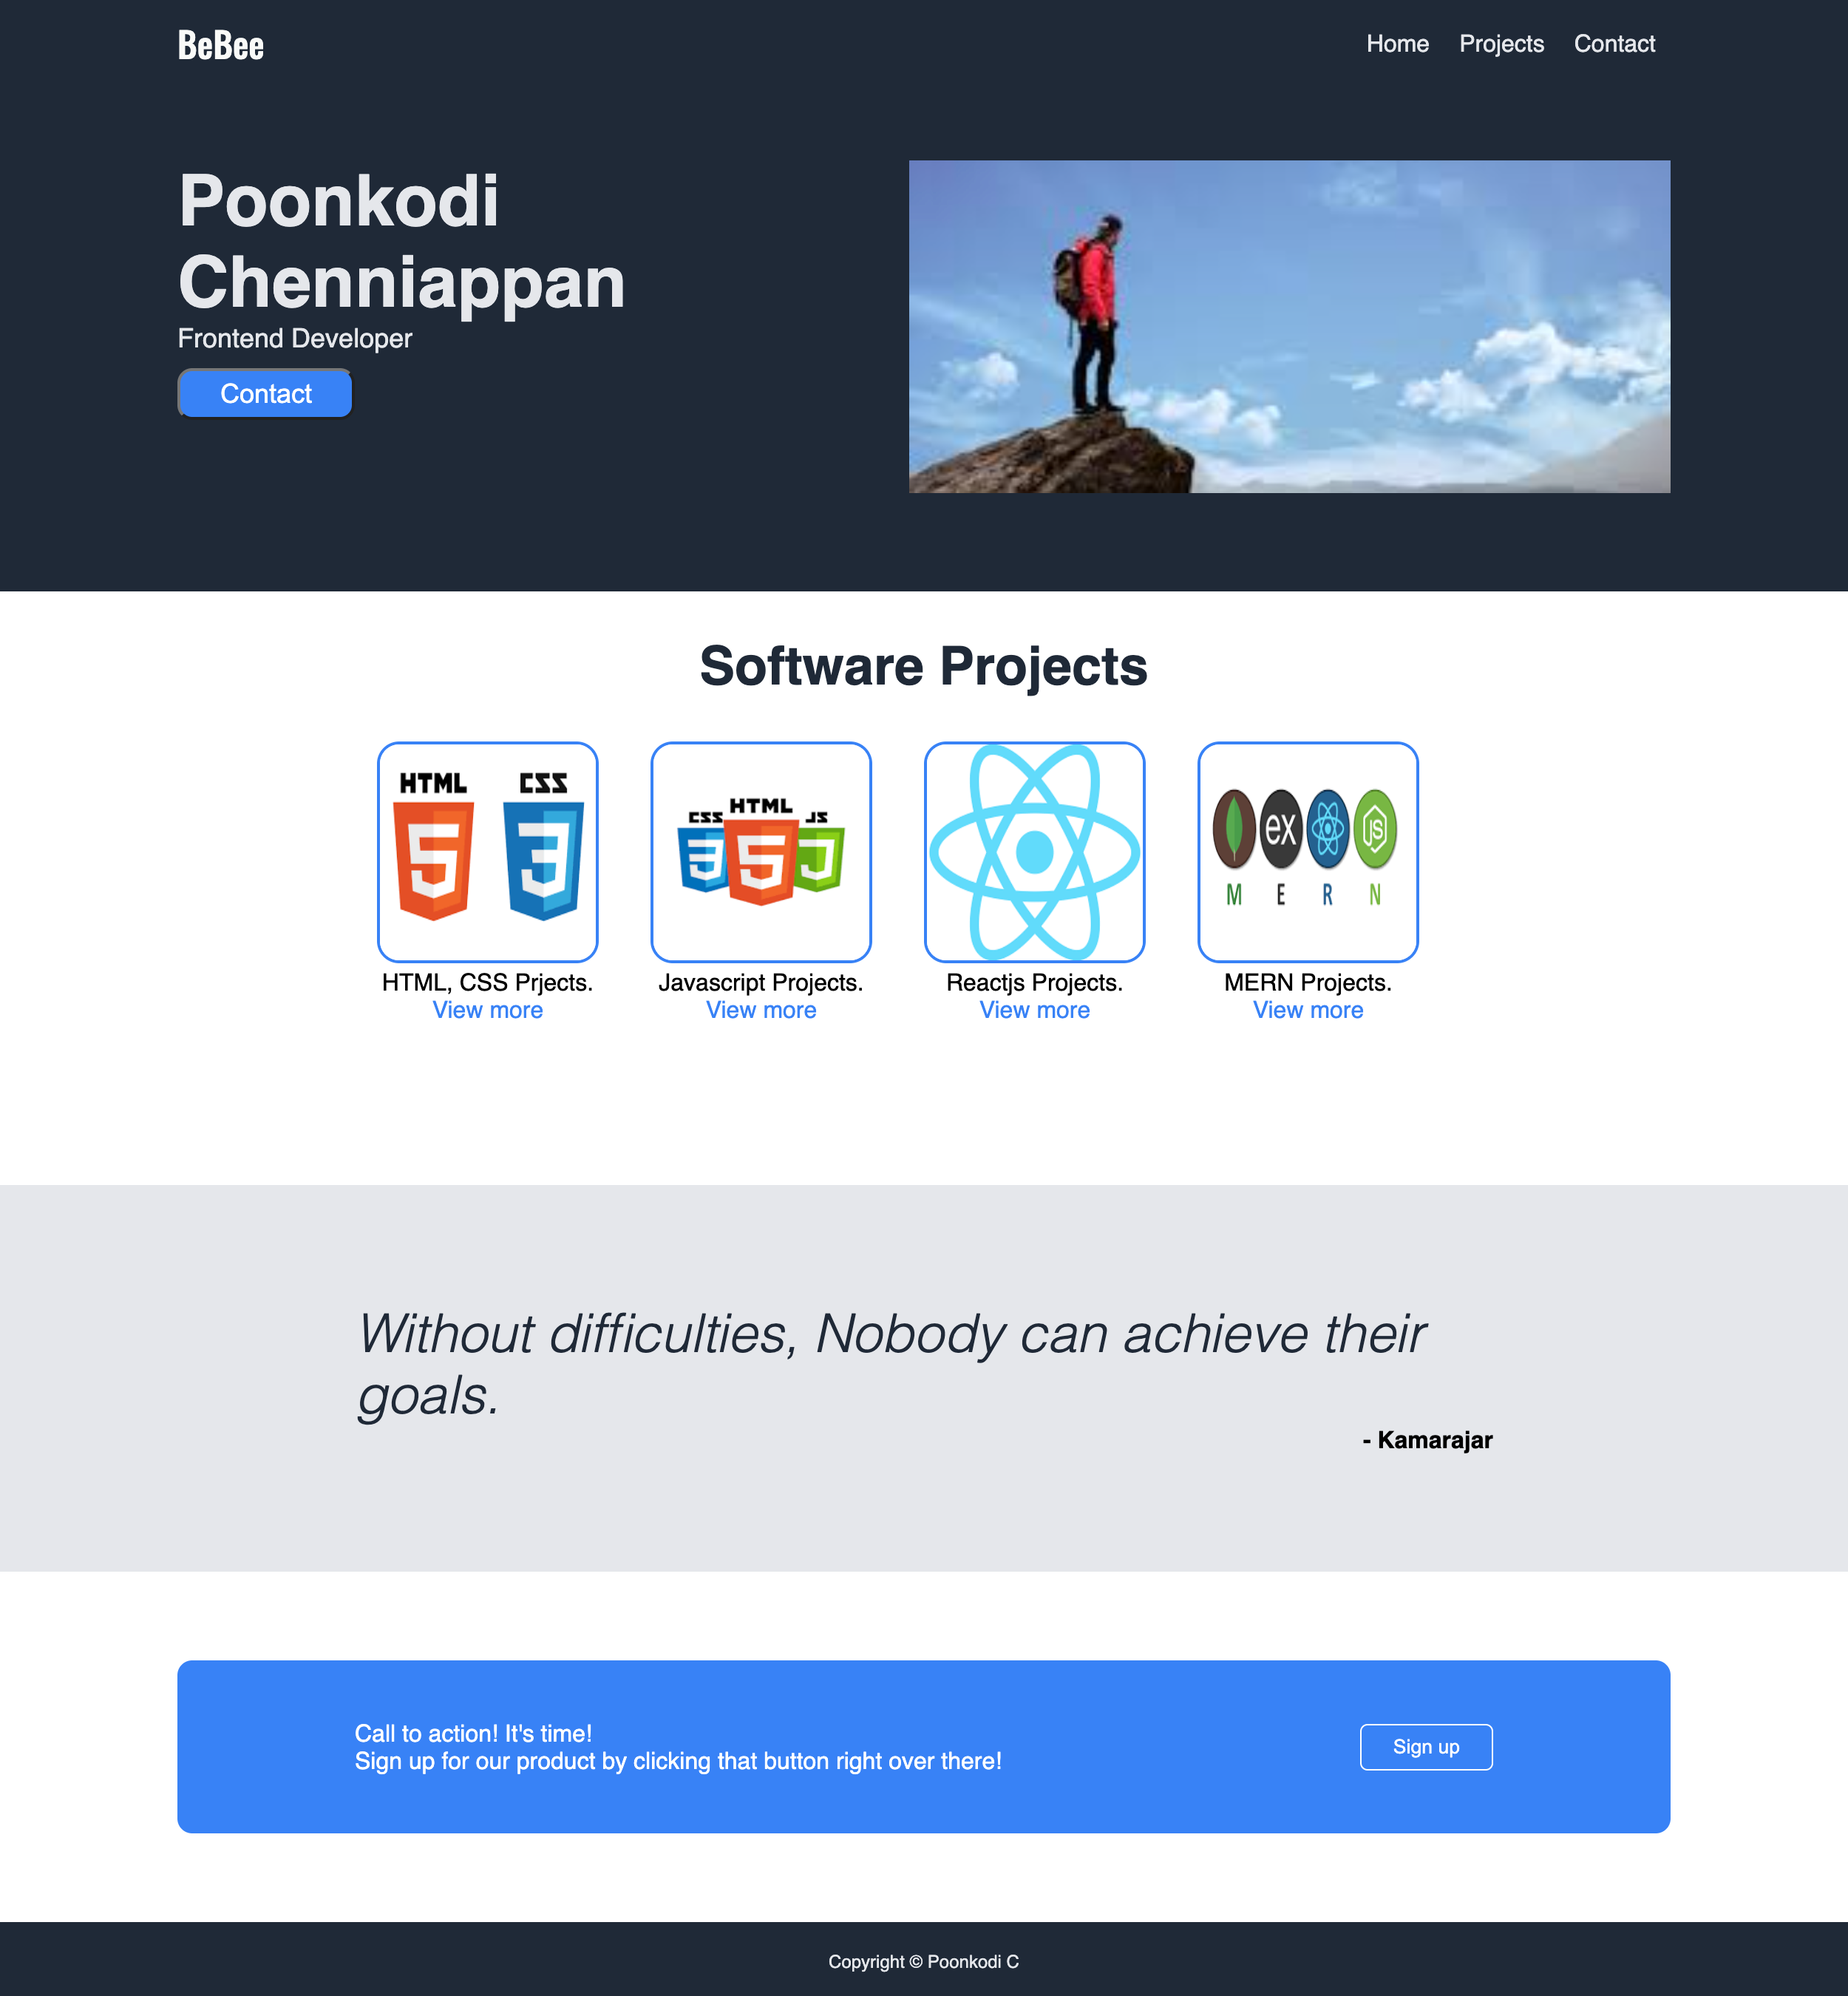 BeBee
Home Projects Contact
Poonkodi
Chenniappan
Frontend Developer
Contact
Software Projects
HTML CSS
CSS HTML JS
ex JS
M E R N
HTML, CSS Prjects.
View more
Javascript Projects.
View more
Reactjs Projects.
View more
MERN Projects.
View more
Without difficulties, Nobody can achieve their
goals.
- Kamarajar
Call to action! It's time!
Sign up for our product by clicking that button right over there!
Sign up
Copyright © Poonkodi C